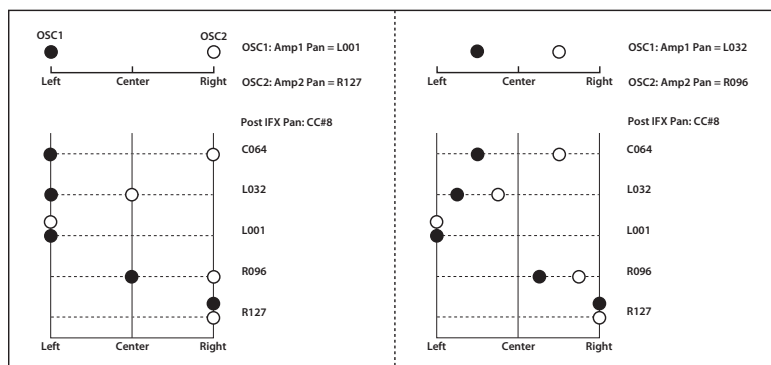 OSC1 OSC2
OSC1: Amp1 Pan = L001
Left Center Right
OSC2: Amp2 Pan = R127
Post IFX Pan: CC#8
C064
L032
L001
R096
R127
Left Center Right
OSC1: Amp1 Pan = L032
Left Center Right
OSC2: Amp2 Pan = R096
Post IFX Pan: CC#8
C064
L032
L001
R096
R127
Left Center Right